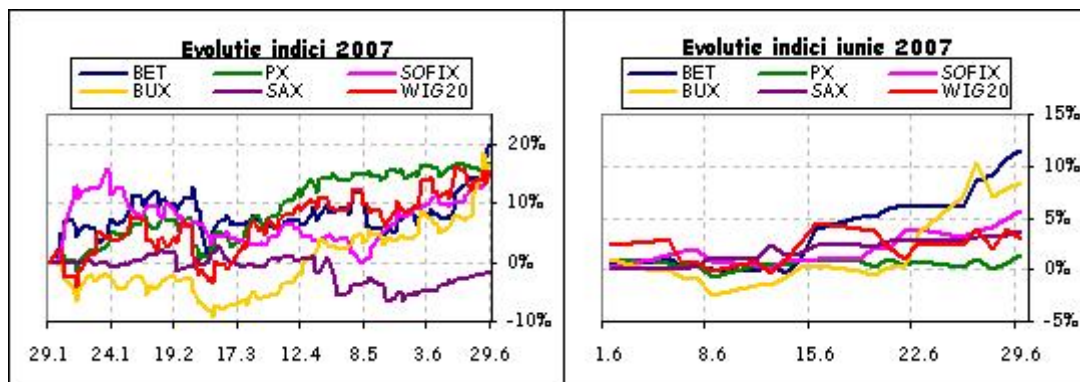 Evolutie indici 2007
BET PX SOFIX
BUX SAX WIG20
20%
10%
0%
-10%
29.1 24.1 19.2 17.3 12.4 8.5 3.6 29.6
Evolutie indici iunie 2007
BET PX SOFIX
BUX SAX WIG20
15%
10%
5%
0%
-5%
1.6 8.6 15.6 22.6 29.6